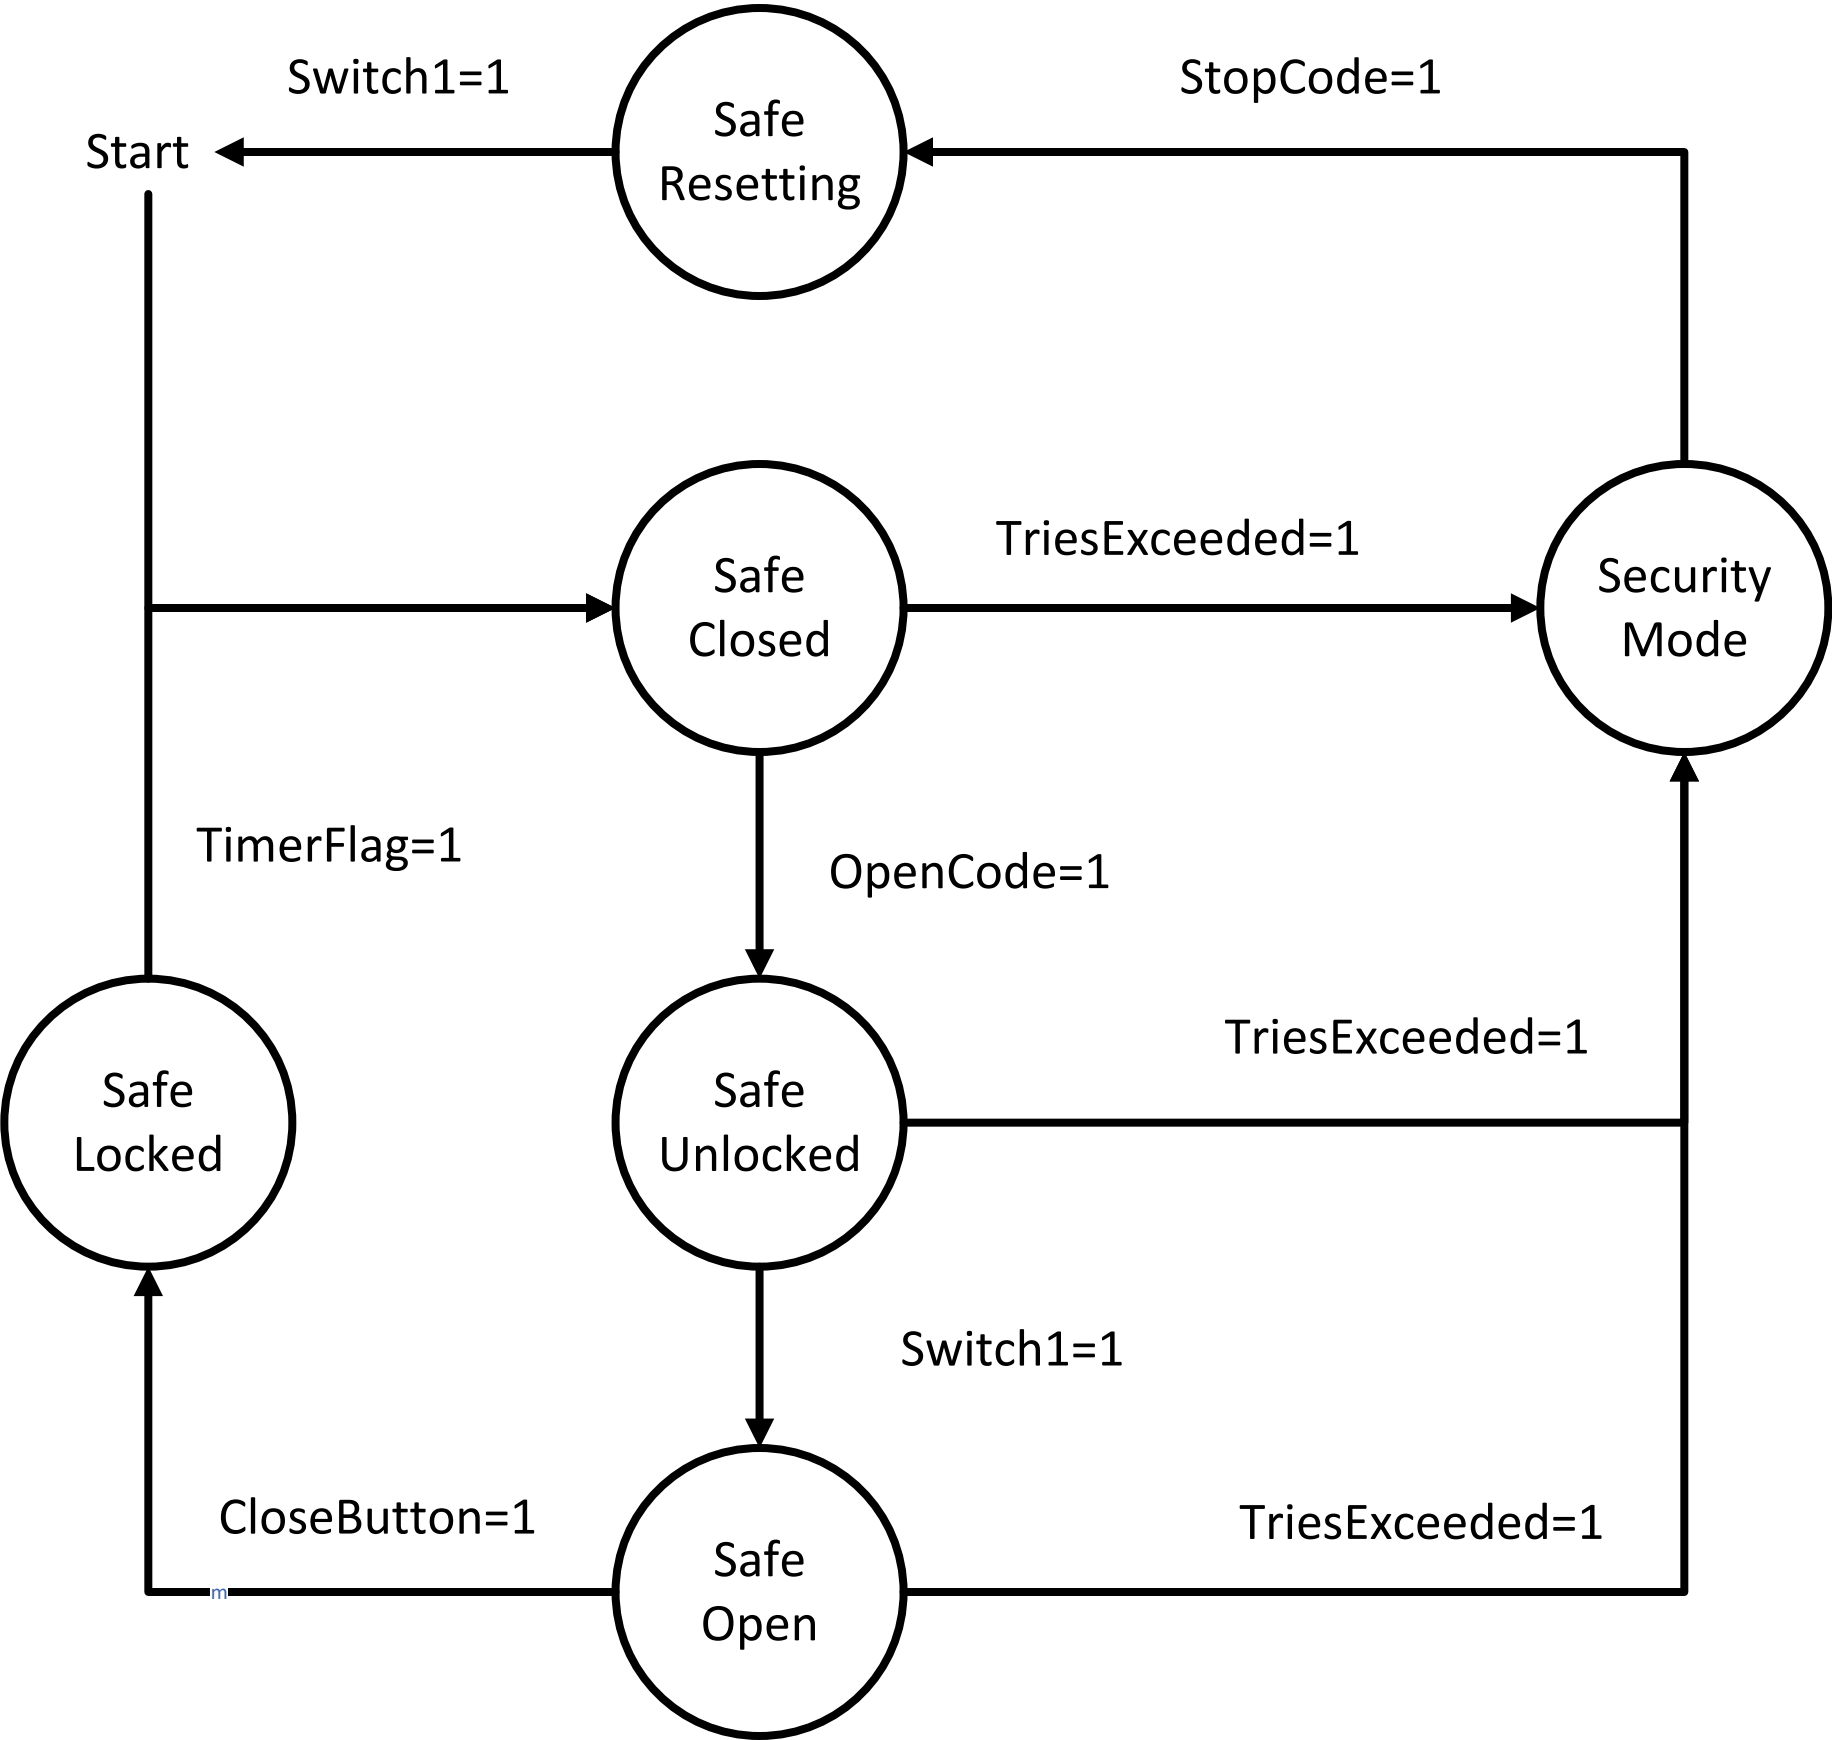 Switch1=1
StopCode=1
Start
Safe
Resetting
TriesExceeded=1
Safe
Closed
Security
Mode
TimerFlag=1
OpenCode=1
TriesExceeded=1
Safe
Locked
Safe
Unlocked
Switch1=1
CloseButton=1
TriesExceeded=1
m
Safe
Open